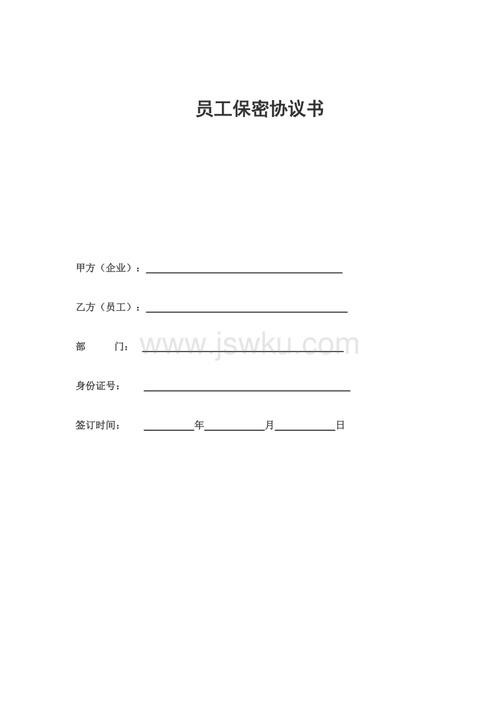 员工保密协议书
甲方（企业）：
乙方（员工）：
部 门：
www.jswku.com
身份证号：
签订时间： 年 月 日